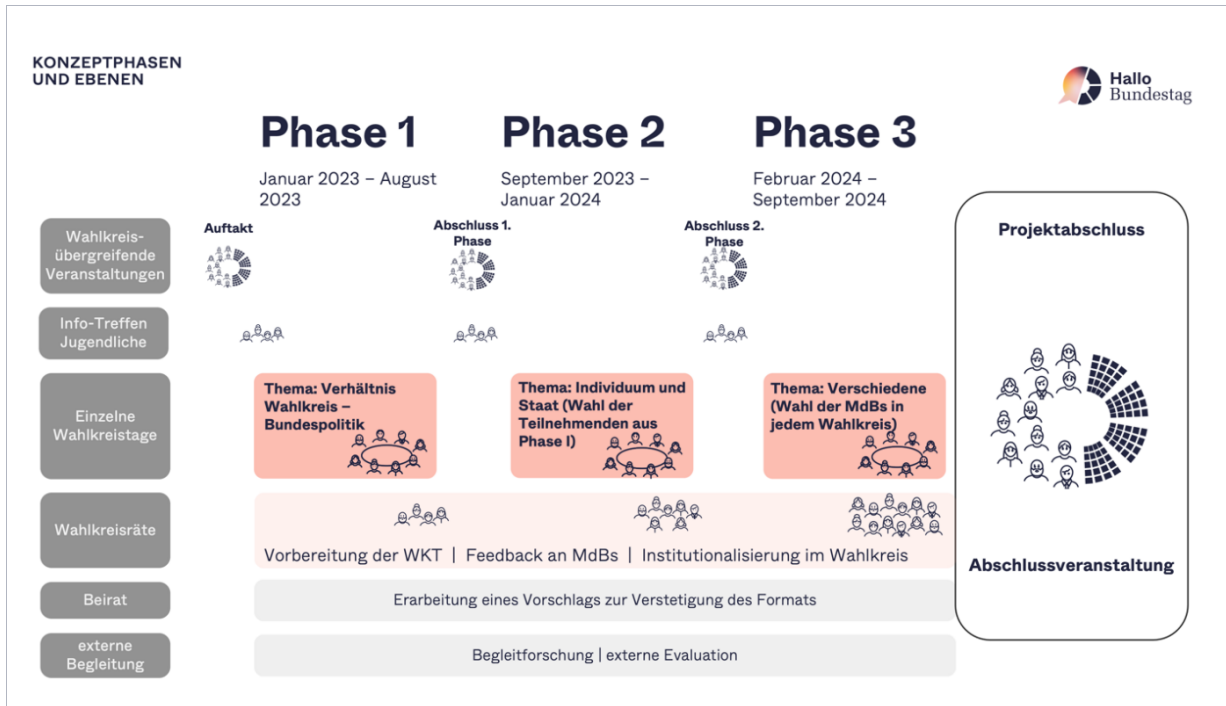 KONZEPTPHASEN
UND EBENEN
Hallo
Bundestag
Phase 1
Phase 2
Phase 3
Januar 2023 – August
2023
September 2023 –
Januar 2024
Februar 2024 –
September 2024
Wahlkreis-
übergreifende
Veranstaltungen
Auftakt
Abschluss 1.
Phase
Abschluss 2.
Phase
Projektabschluss
Info-Treffen
Jugendliche
Einzelne
Wahlkreistage
Thema: Verhältnis
Wahlkreis –
Bundespolitik
Thema: Individuum und
Staat (Wahl der
Teilnehmenden aus
Phase I)
Thema: Verschiedene
(Wahl der MdBs in
jedem Wahlkreis)
Wahlkreisräte
Vorbereitung der WKT | Feedback an MdBs | Institutionalisierung im Wahlkreis
Abschlussveranstaltung
Beirat
Erarbeitung eines Vorschlags zur Verstetigung des Formats
externe
Begleitung
Begleitforschung | externe Evaluation